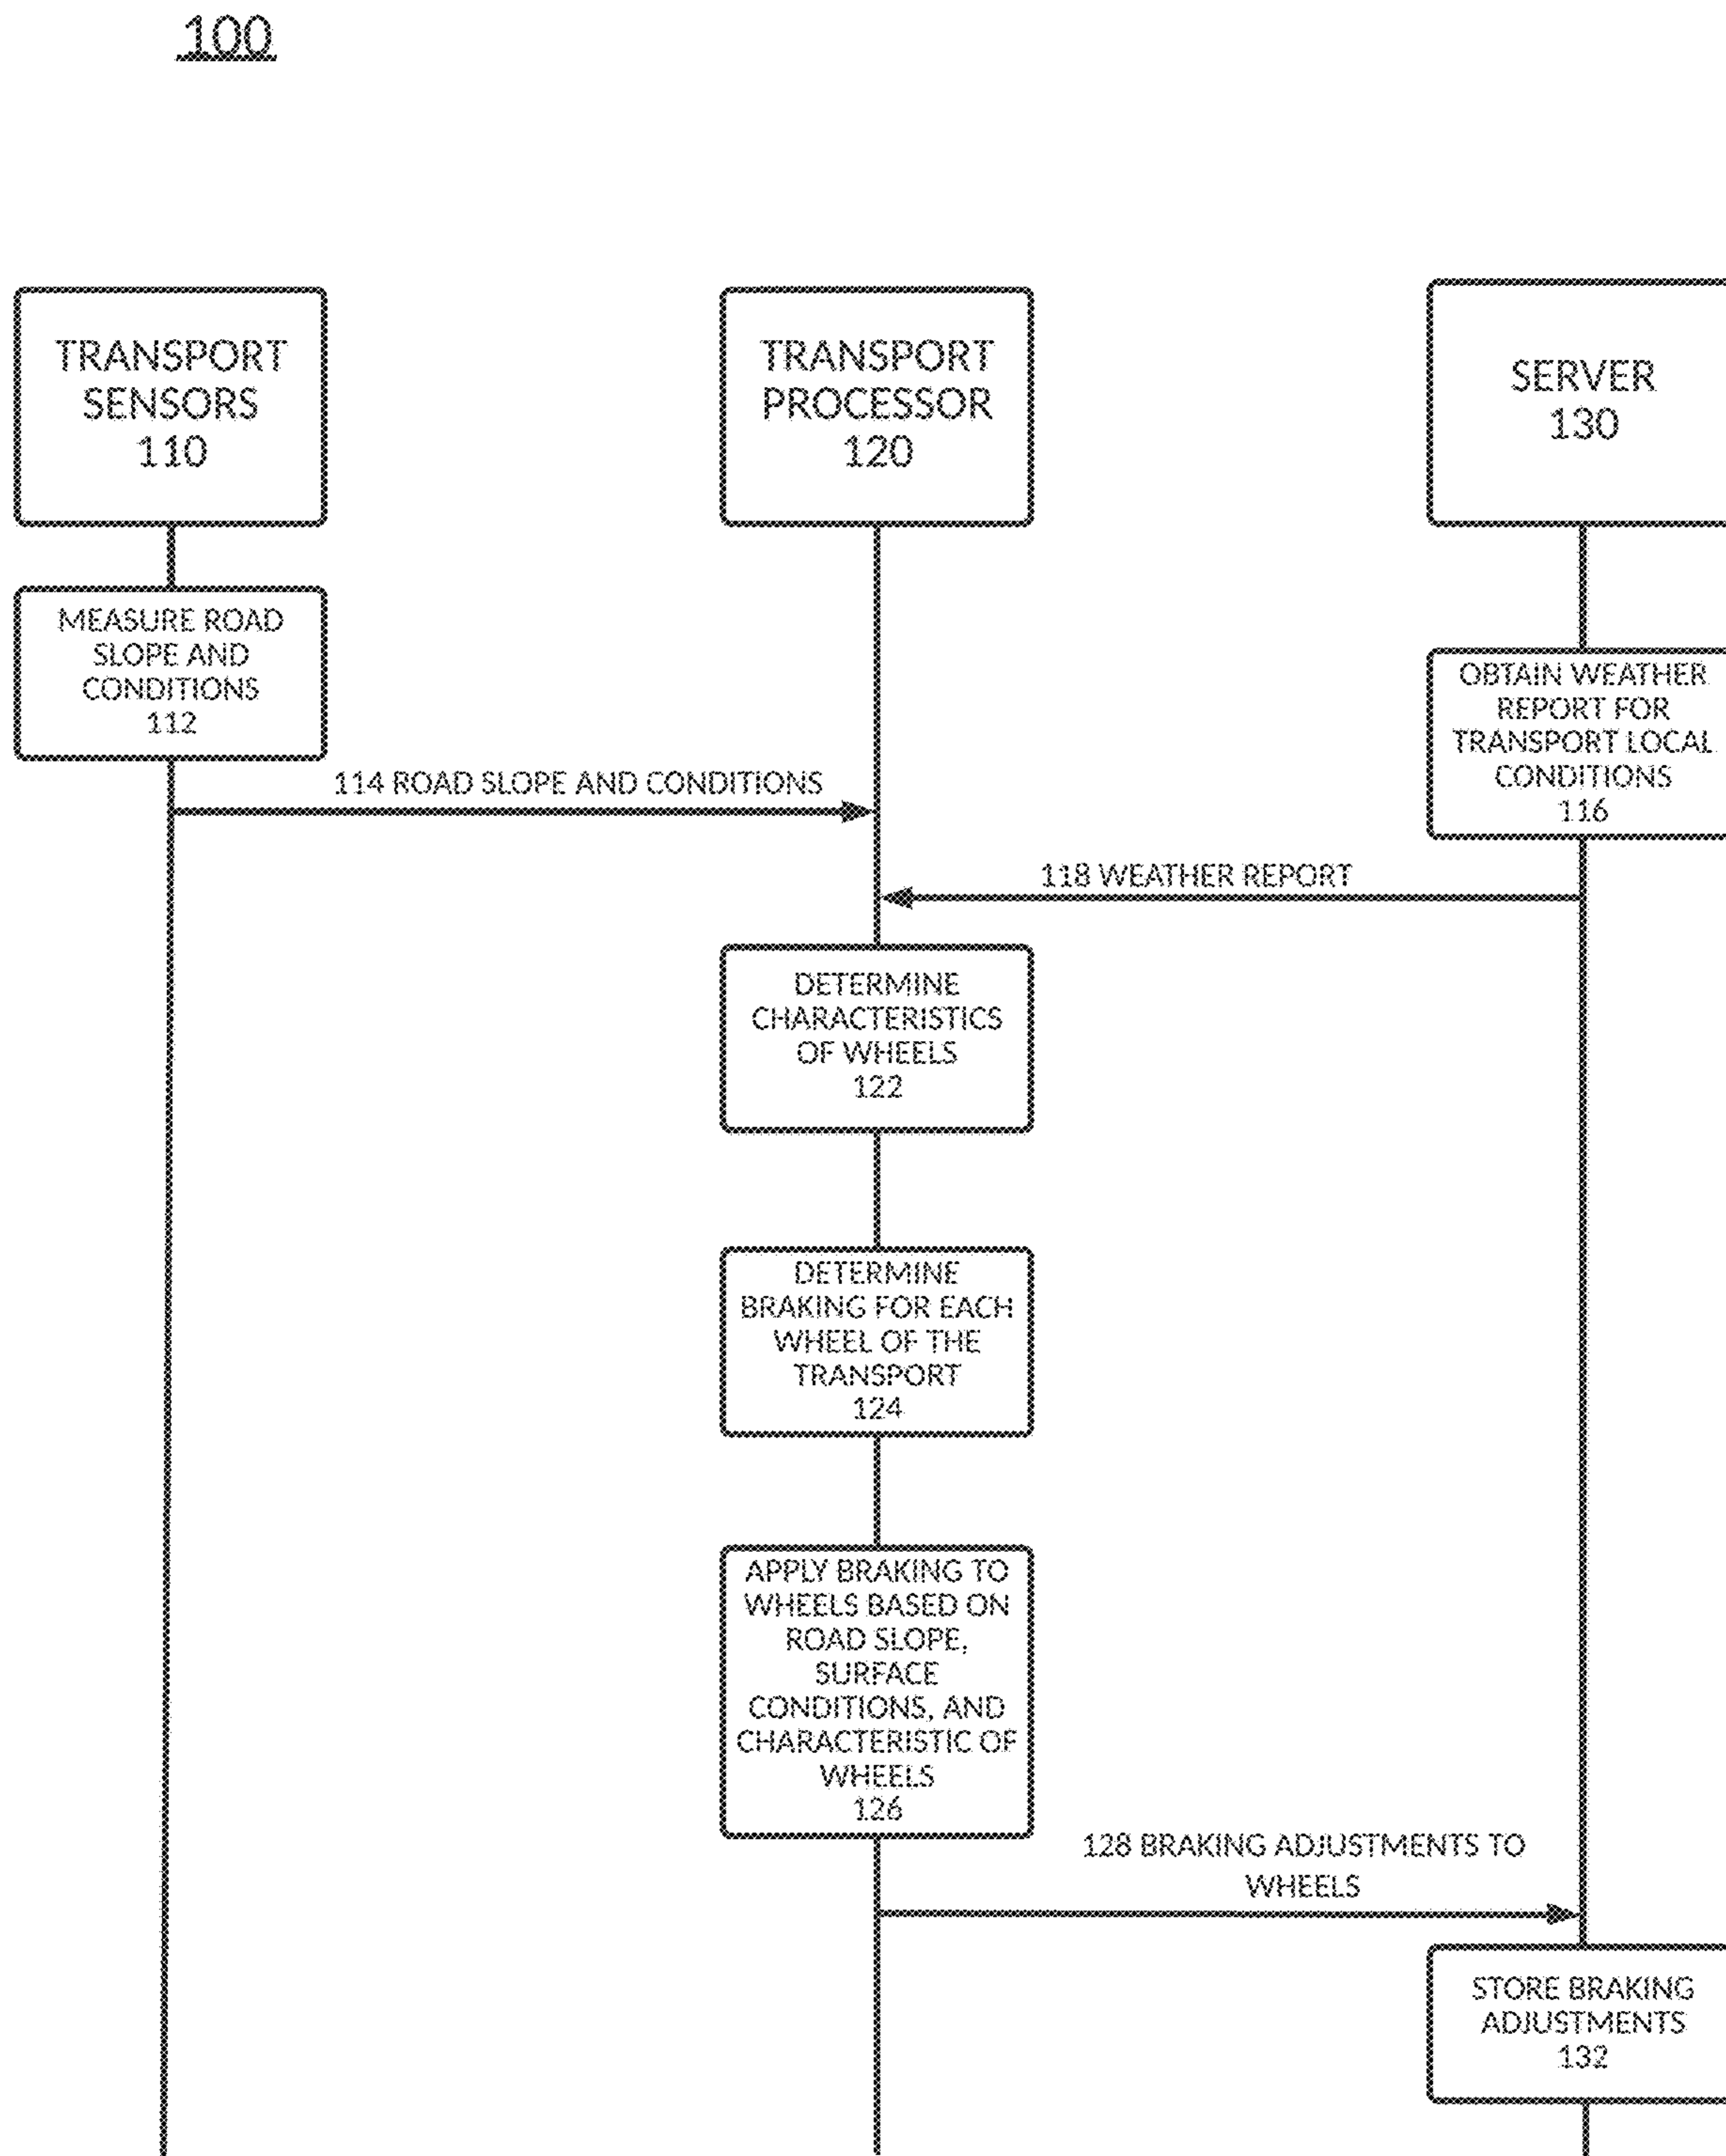 100
TRANSPORT
SENSORS
110
TRANSPORT
PROCESSOR
120
SERVER
130
MEASURE ROAD
SLOPE AND
CONDITIONS
112
OBTAIN WEATHER
REPORT FOR
TRANSPORT LOCAL
CONDITIONS
116
114 ROAD SLOPE AND CONDITIONS
118 WEATHER REPORT
DETERMINE
CHARACTERISTICS
OF WHEELS
122
DETERMINE
BRAKING FOR EACH
WHEEL OF THE
TRANSPORT
124
APPLY BRAKING TO
WHEELS BASED ON
ROAD SLOPE,
SURFACE
CONDITIONS, AND
CHARACTERISTIC OF
WHEELS
126
128 BRAKING ADJUSTMENTS TO
WHEELS
STORE BRAKING
ADJUSTMENTS
132